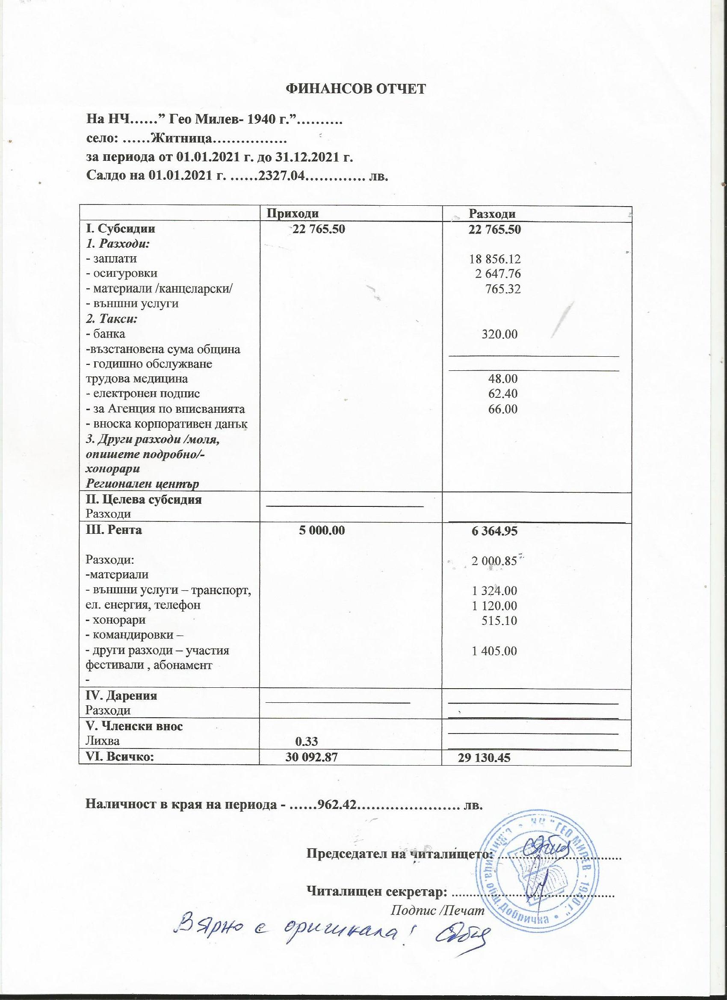 ФИНАНСОВ ОТЧЕТ
На НЧ……” Гео Милев- 1940 г.”……….
село: ……Житница…………….
за периода от 01.01.2021 г. до 31.12.2021 г.
Салдо на 01.01.2021 г. ……2327.04…………. лв.
Приходи Разходи
I. Субсидии 22 765.50 22 765.50
1. Разходи:
- заплати 18 856.12
- осигуровки 2 647.76
- материали /канцеларски/ 765.32
- външни услуги
2. Такси:
- банка 320.00
-възстановена сума община
- годишно обслужване
трудова медицина 48.00
- електронен подпис 62.40
- за Агенция по вписванията 66.00
- вноска корпоративен данък
3. Други разходи /моля,
опишете подробно/-
хонорари
Регионален център
II. Целева субсидия
Разходи
III. Рента 5 000.00 6 364.95
Разходи: 2 000.85
-материали
- външни услуги – транспорт, 1 324.00
ел. енергия, телефон 1 120.00
- хонорари 515.10
- командировки –
- други разходи – участия 1 405.00
фестивали , абонамент
-
IV. Дарения
Разходи
V. Членски внос
Лихва 0.33
VI. Всичко: 30 092.87 29 130.45
Наличност в края на периода - ……962.42…………………. лв.
Председател на читалището: ..........................................
НЧ "ГЕО МИЛЕВ - 1940 г." • общ. Добричка
Читалищен секретар: ......................................................
Подпис /Печат
Вярно с оригинала!